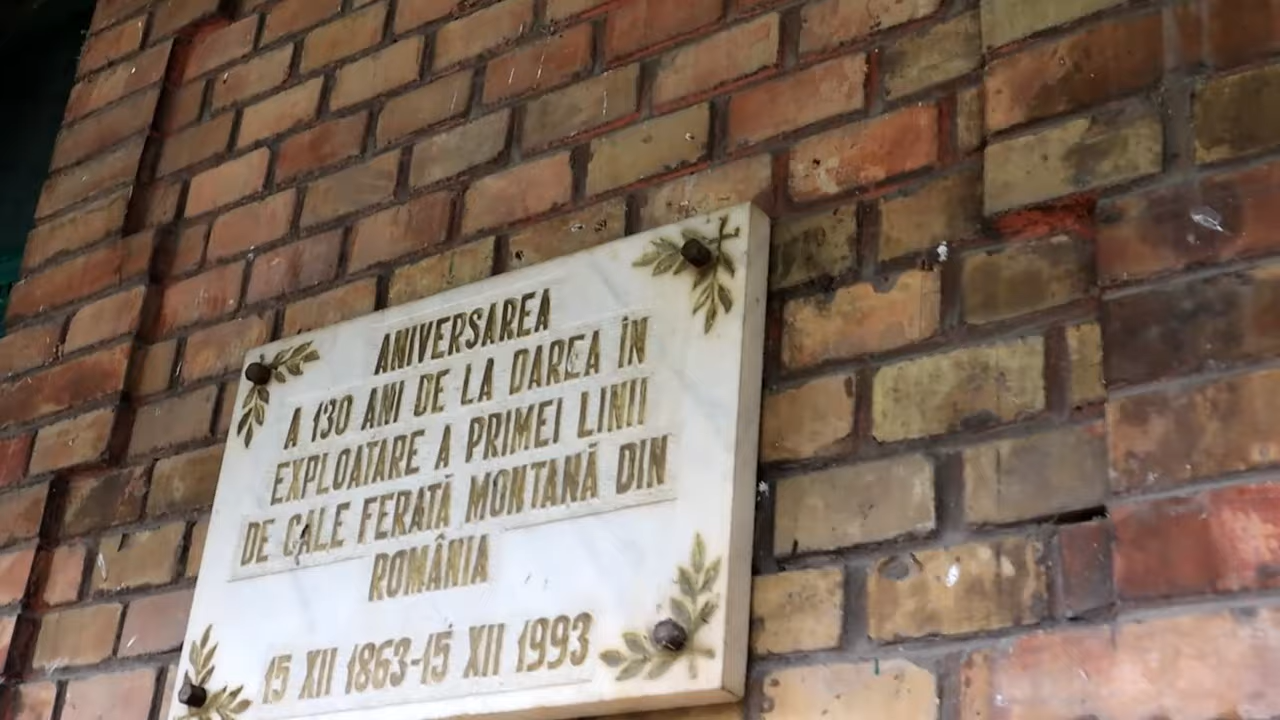 ANIVERSAREA
A 130 ANI DE LA DAREA ÎN
EXPLOATARE A PRIMEI LINII
DE CALE FERATĂ MONTANĂ DIN
ROMÂNIA
15 XII 1863-15 XII 1993